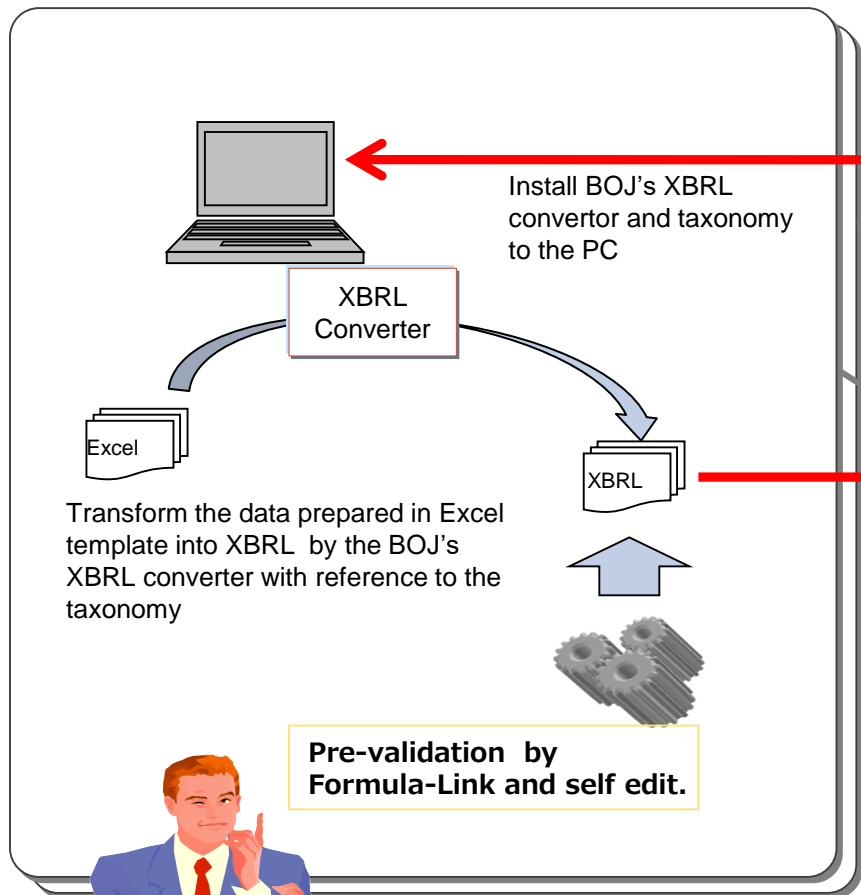 Install BOJ's XBRL
convertor and taxonomy
to the PC
XBRL
Converter
Excel
XBRL
Transform the data prepared in Excel
template into XBRL  by the BOJ's
XBRL converter with reference to the
taxonomy
Pre-validation  by
Formula-Link and self edit.